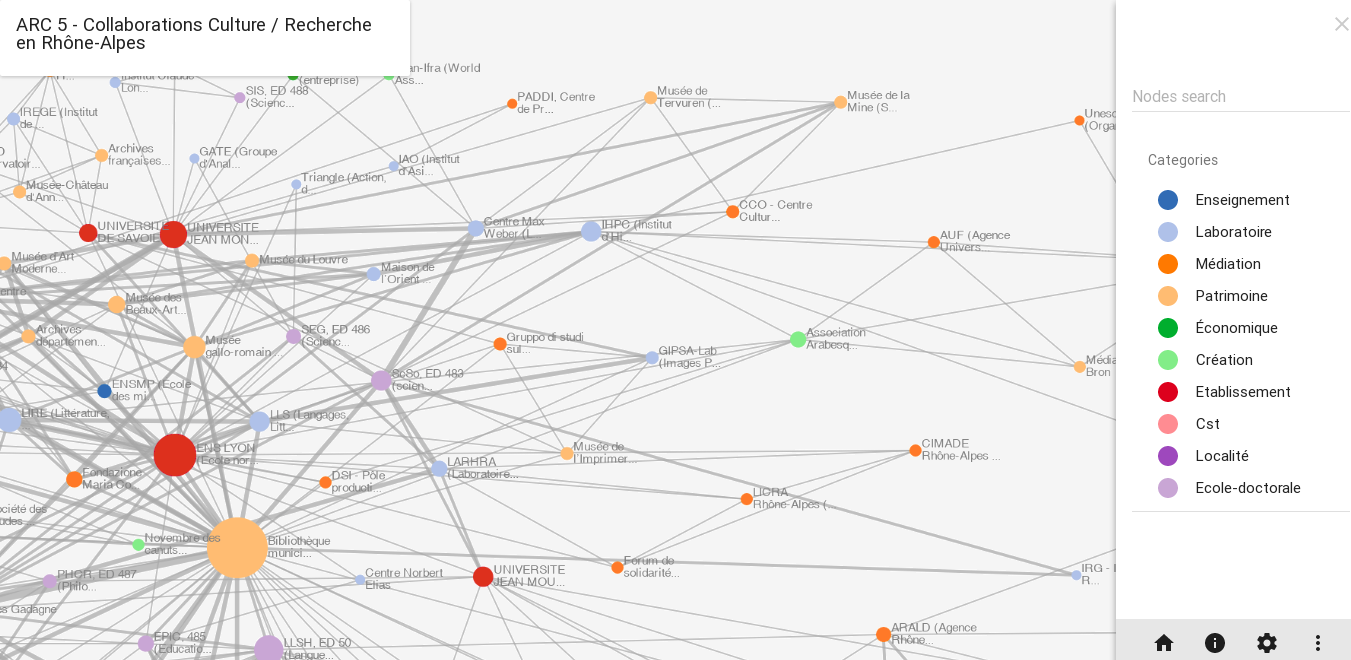 ARC 5 - Collaborations Culture / Recherche
en Rhône-Alpes
Lon...
(entreprise)
an-Ifra (World
Ass...
SIS, ED 488
(Scienc...
PADDI, Centre
de Pr...
Musée de
Tervuren (...
Musée de la
Mine (S...
IREGE (Institut
de...
Archives
françaises...
GATE (Groupe
d'Anal...
IAO (Institut
d'Asi...
Triangle (Action,
d...
Musée-Château
d'Ann...
CCO - Centre
Cultur...
UNIVERSITE
DE SAVOIE
UNIVERSITE
JEAN MON...
Centre Max
Weber (L...
IHPC (Institut
d'Hi...
AUF (Agence
Univers...
Musée d'Art
Moderne...
Musée du Louvre
Maison de
l'Orient...
Musée des
Beaux-Art...
Archives
départemen...
Musée
gallo-romain...
SEG, ED 486
(Scienc...
Gruppo di studi
sul...
GIPSA-Lab
(Images P...
Association
Arabesq...
Média
Bron
ENSMP (Ecole
des mi...
ScSo, ED 483
(scien...
LIRE (Littérature,
LLS (Langages,
Litt...
ENS LYON
(Ecole nor...
Musée de
l'Imprimer...
CIMADE
Rhône-Alpes ...
Fondazione
Maria Co...
DSI - Pôle
producti...
LARHRA
(Laboratoire...
LICRA
Rhône-Alpes (...
ociété des
udes
Novembre des
canuts...
Bibliothèque
munici...
PHCR, ED 487
(Philo...
Centre Norbert
Elias
UNIVERSITE
JEAN MOU...
Forum de
solidarité...
IRG - I
R...
s Gadagne
EPIC, 485
(Educatio...
LLSH, ED 50
(Langue...
ARALD (Agence
Rhône...
Nodes search
Categories
Enseignement
Laboratoire
Médiation
Patrimoine
Économique
Création
Etablissement
Cst
Localité
Ecole-doctorale